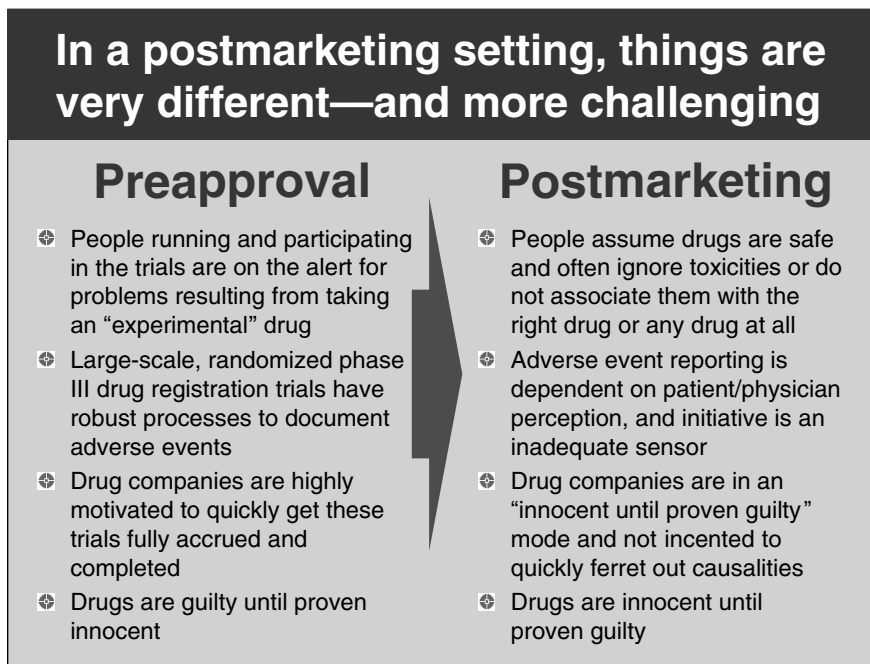 In a postmarketing setting, things are
very different—and more challenging
Preapproval
People running and participating
in the trials are on the alert for
problems resulting from taking
an “experimental” drug
Large-scale, randomized phase
III drug registration trials have
robust processes to document
adverse events
Drug companies are highly
motivated to quickly get these
trials fully accrued and
completed
Drugs are guilty until proven
innocent
Postmarketing
People assume drugs are safe
and often ignore toxicities or do
not associate them with the
right drug or any drug at all
Adverse event reporting is
dependent on patient/physician
perception, and initiative is an
inadequate sensor
Drug companies are in an
“innocent until proven guilty”
mode and not incented to
quickly ferret out causalities
Drugs are innocent until
proven guilty